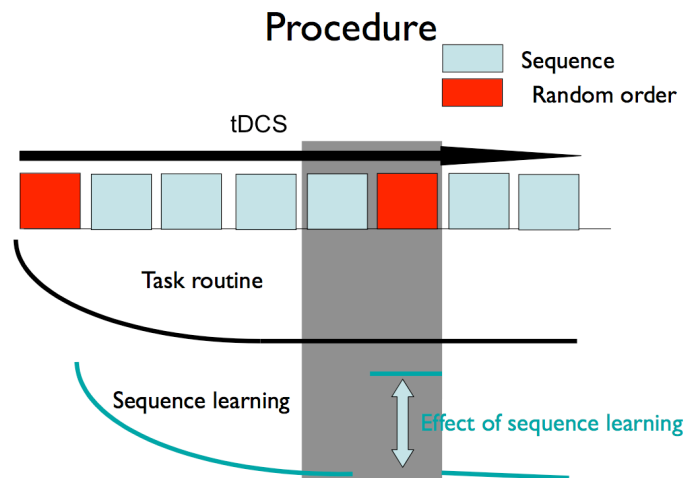 Procedure
Sequence
Random order
tDCS
Task routine
Sequence learning
Effect of sequence learning